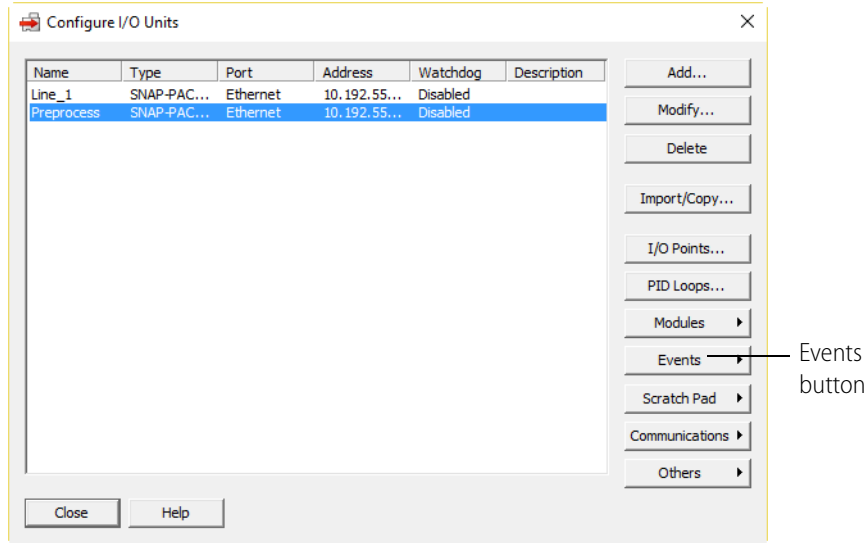 Configure I/O Units
Name Type Port Address Watchdog Description
Line_1 SNAP-PAC... Ethernet 10.192.55... Disabled
Preprocess SNAP-PAC... Ethernet 10.192.55... Disabled
Add...
Modify...
Delete
Import/Copy...
I/O Points...
PID Loops...
Modules
Events
Scratch Pad
Communications
Others
Events
button
Close Help